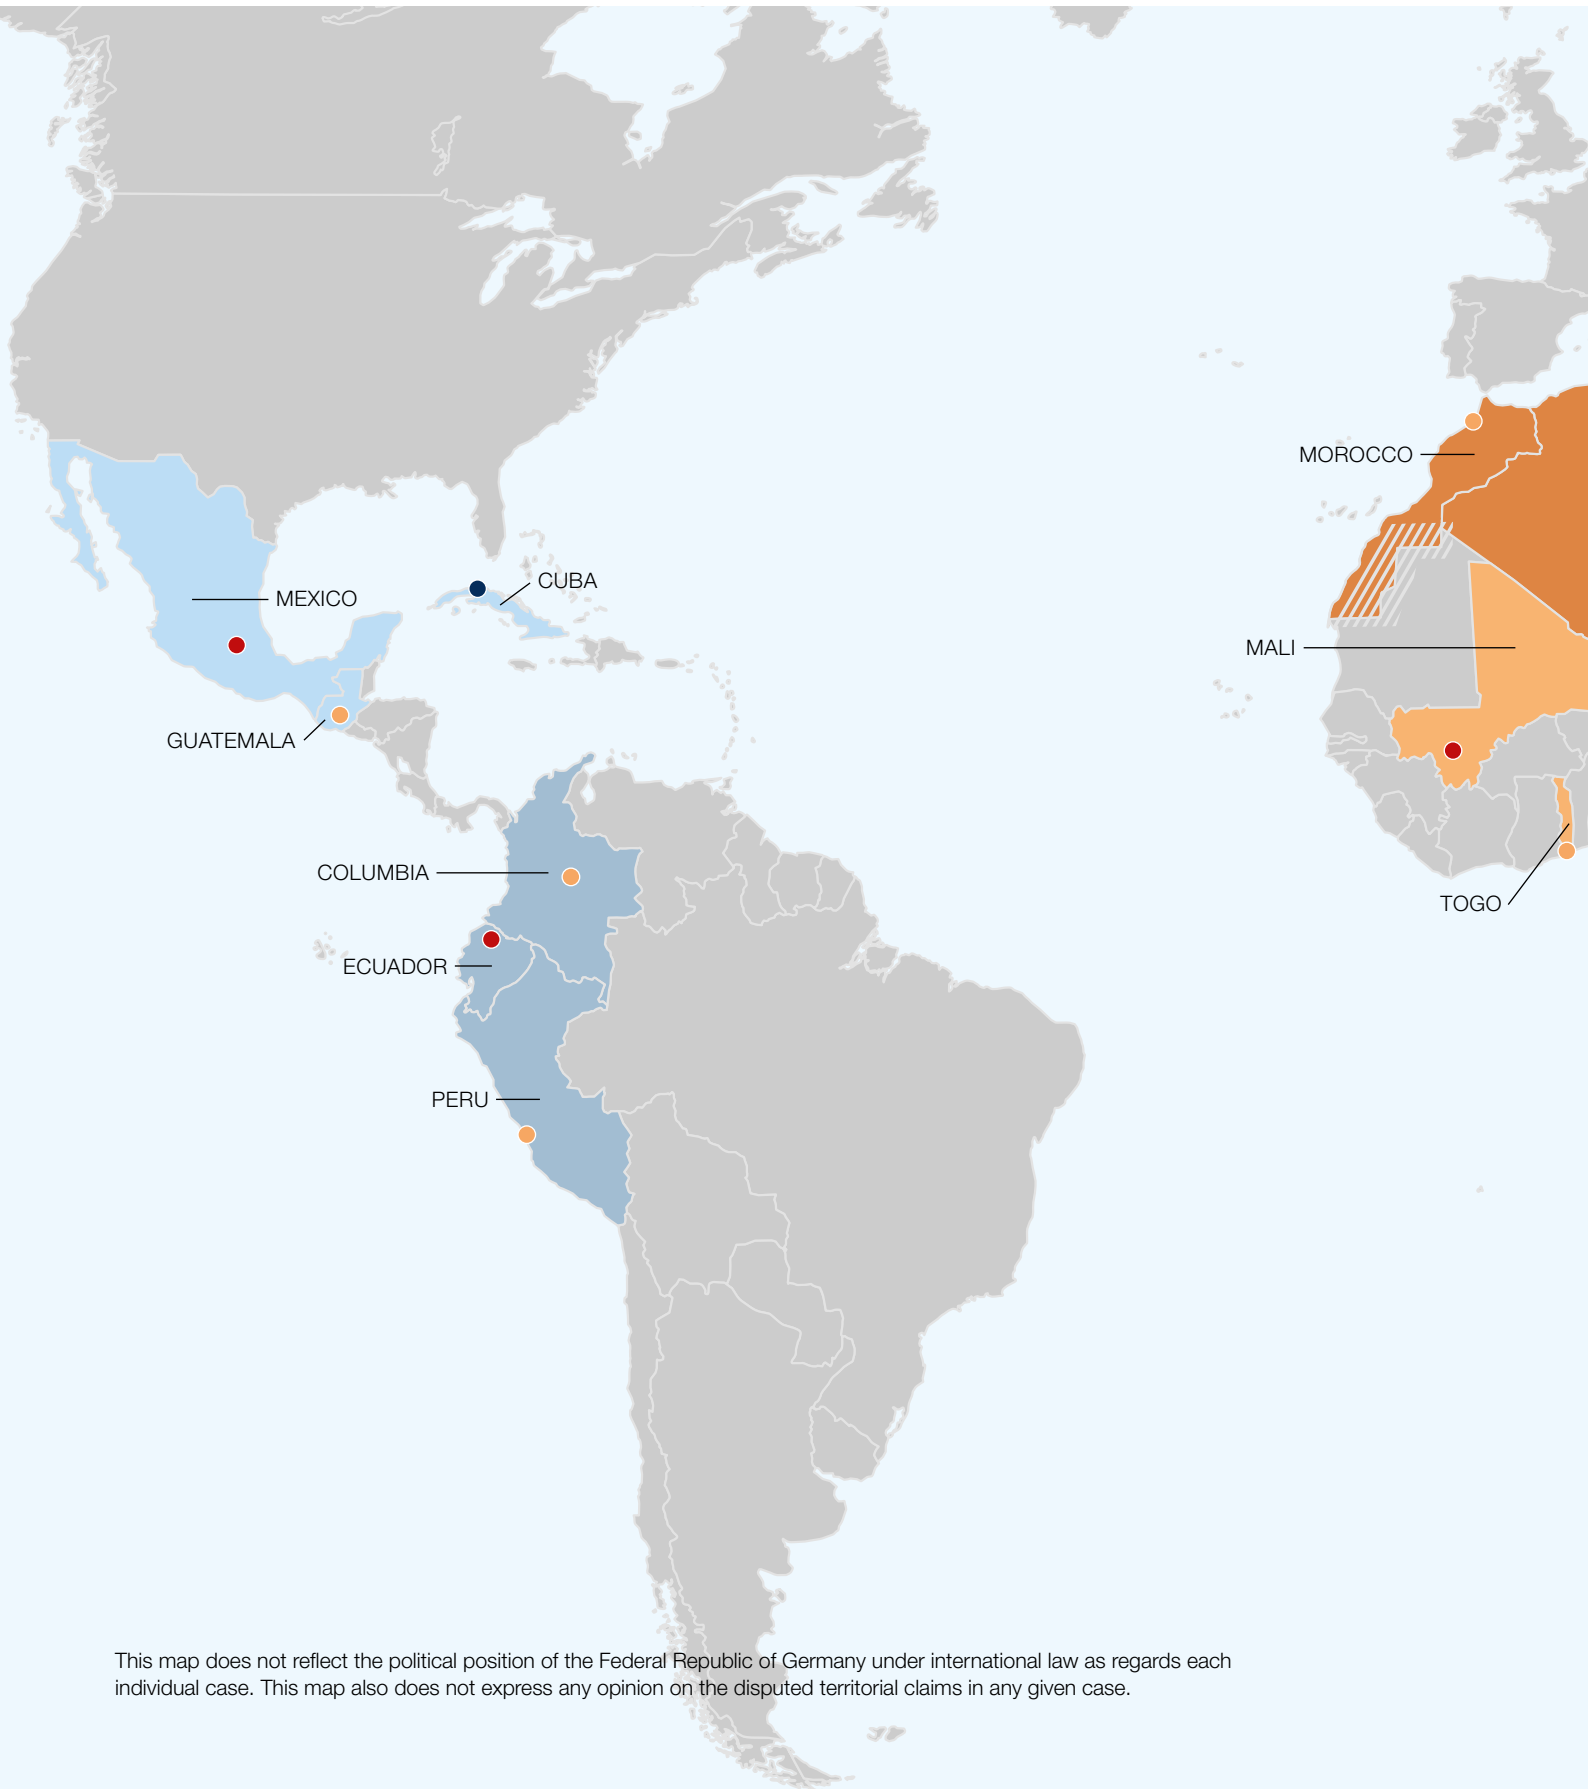 MOROCCO
CUBA
MEXICO
MALI
GUATEMALA
COLUMBIA
TOGO
ECUADOR
PERU
This map does not reflect the political position of the Federal Republic of Germany under international law as regards each
individual case. This map also does not express any opinion on the disputed territorial claims in any given case.